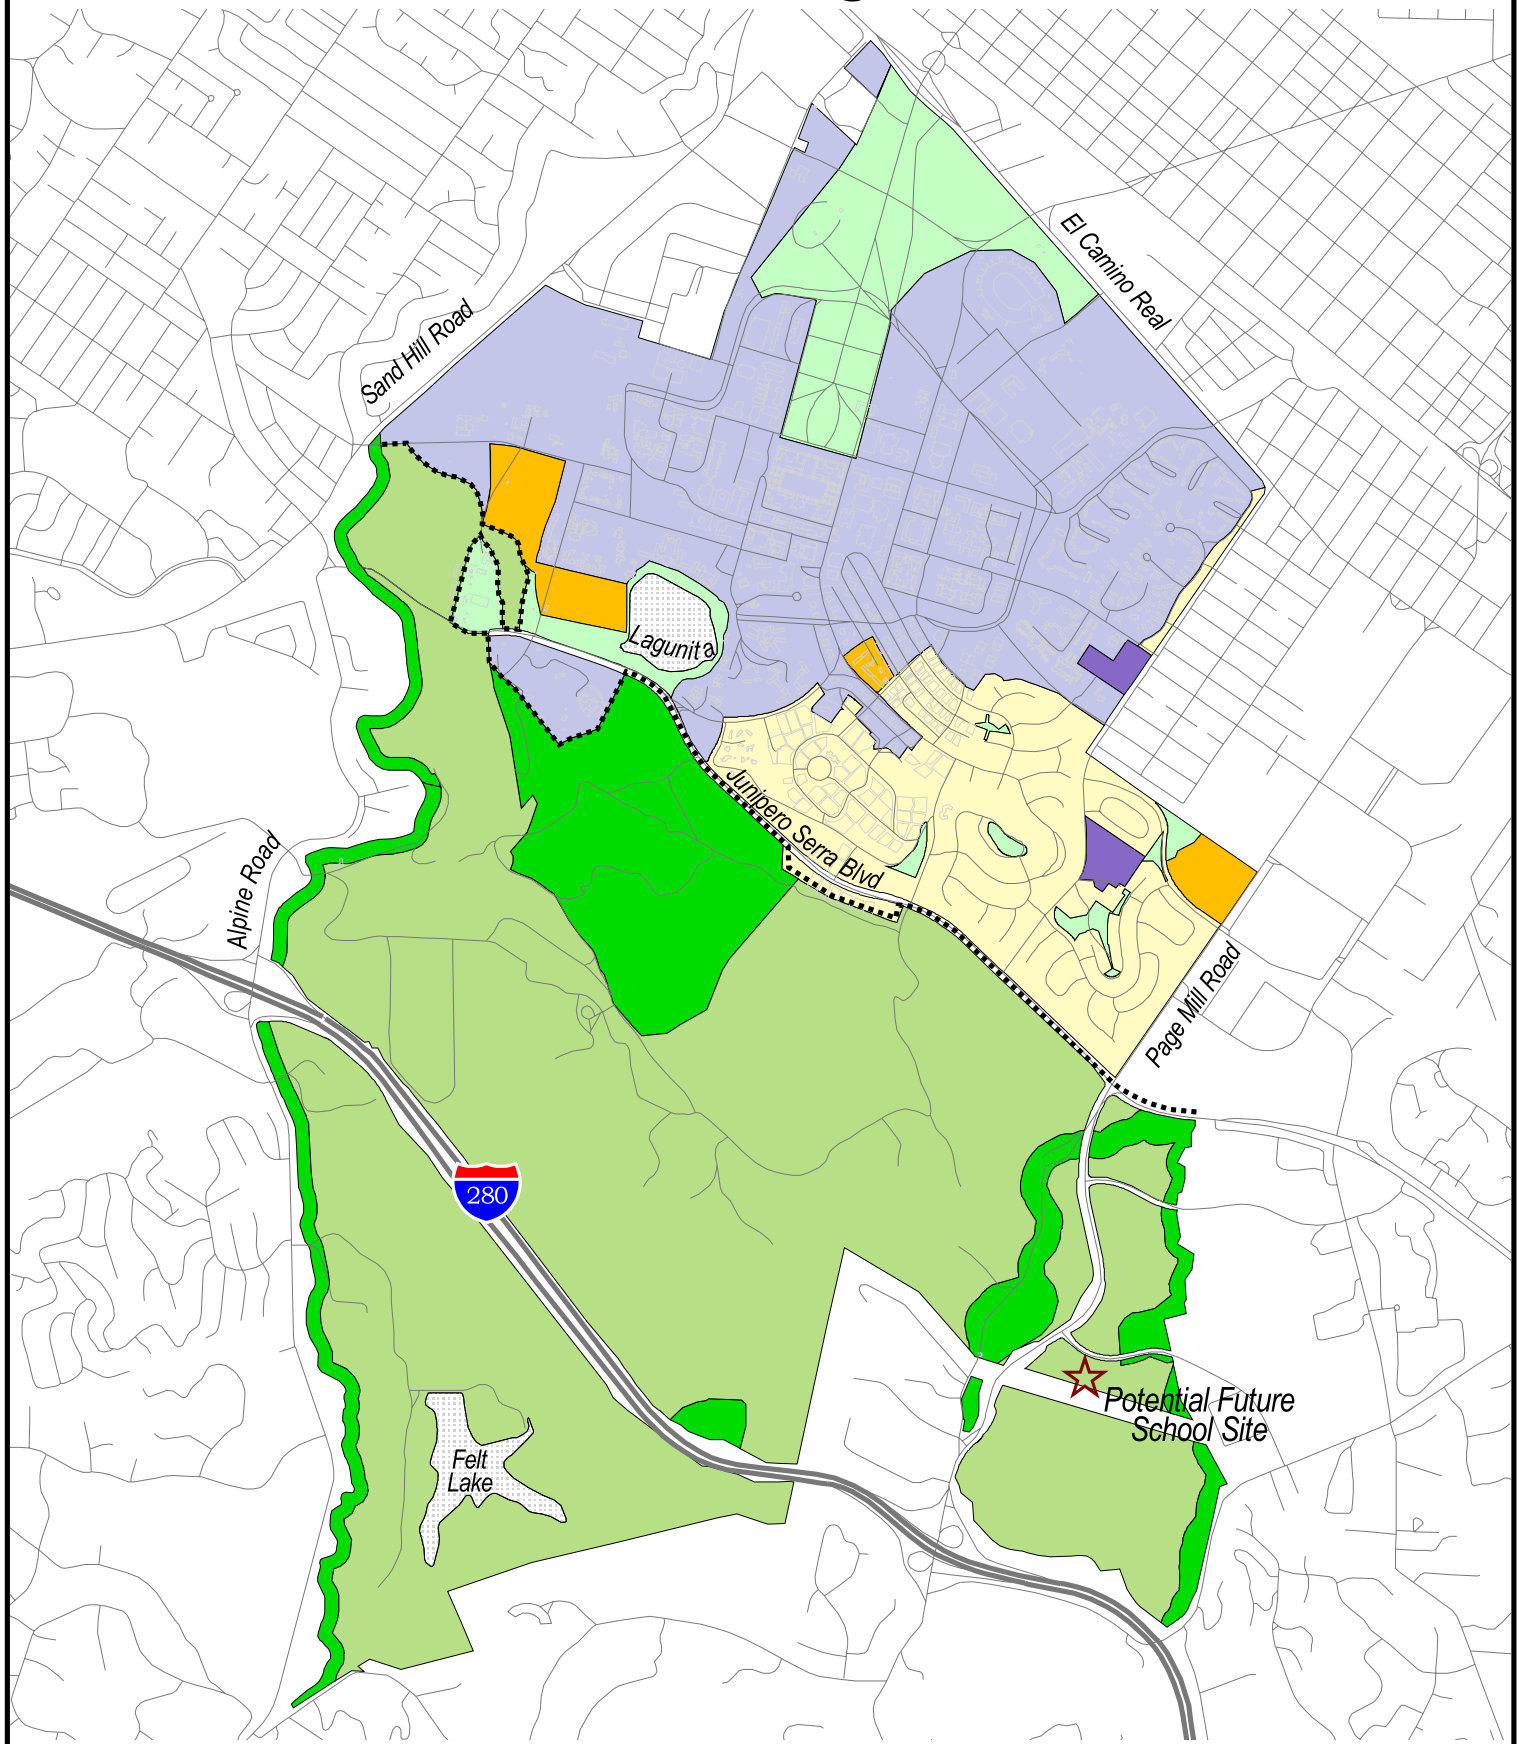 El Camino Real
Sand Hill Road
Lagunita
Junipero Serra Blvd
Alpine Road
Page Mill Road
280
Potential Future
School Site
Felt
Lake